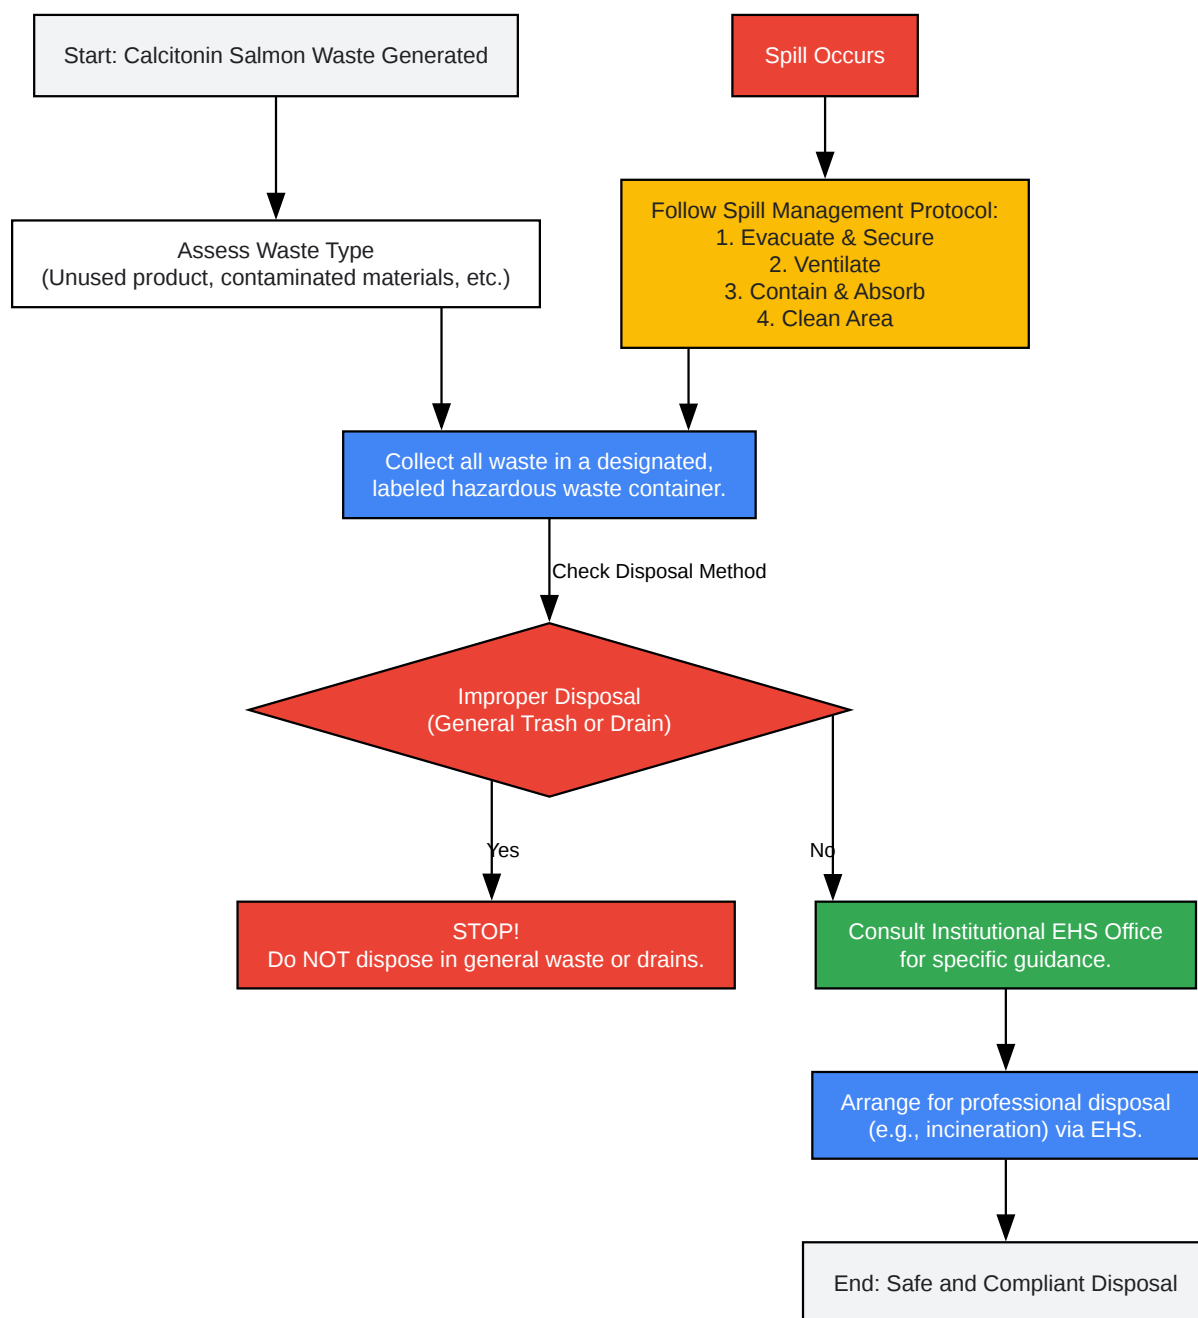 Start: Calcitonin Salmon Waste Generated
Spill Occurs
Assess Waste Type
(Unused product, contaminated materials, etc.)
Follow Spill Management Protocol:
1. Evacuate & Secure
2. Ventilate
3. Contain & Absorb
4. Clean Area
Collect all waste in a designated,
labeled hazardous waste container.
Check Disposal Method
Improper Disposal
(General Trash or Drain)
Yes
No
STOP!
Do NOT dispose in general waste or drains.
Consult Institutional EHS Office
for specific guidance.
Arrange for professional disposal
(e.g., incineration) via EHS.
End: Safe and Compliant Disposal